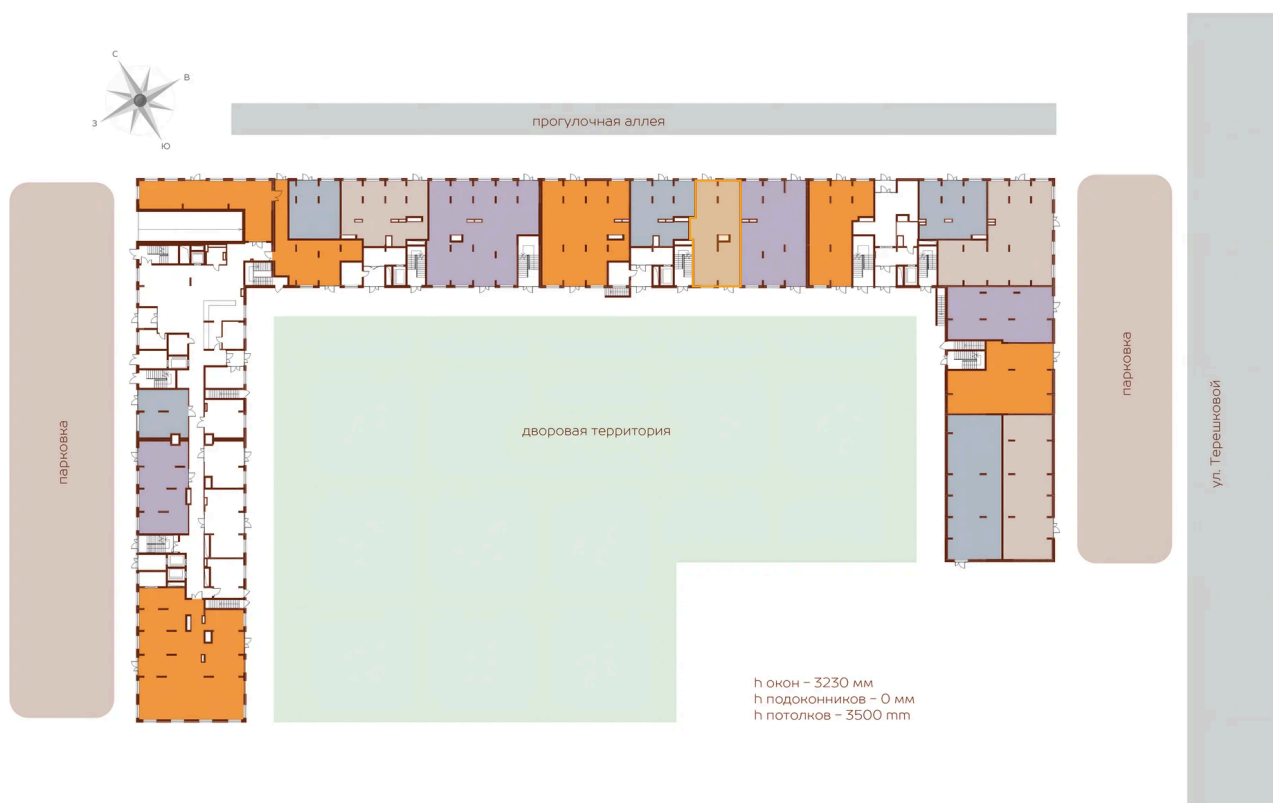 С
В
З
Ю
прогулочная аллея
парковка
дворовая территория
парковка
ул. Терешковой
h окон – 3230 мм
h подоконников – 0 мм
h потолков – 3500 mm